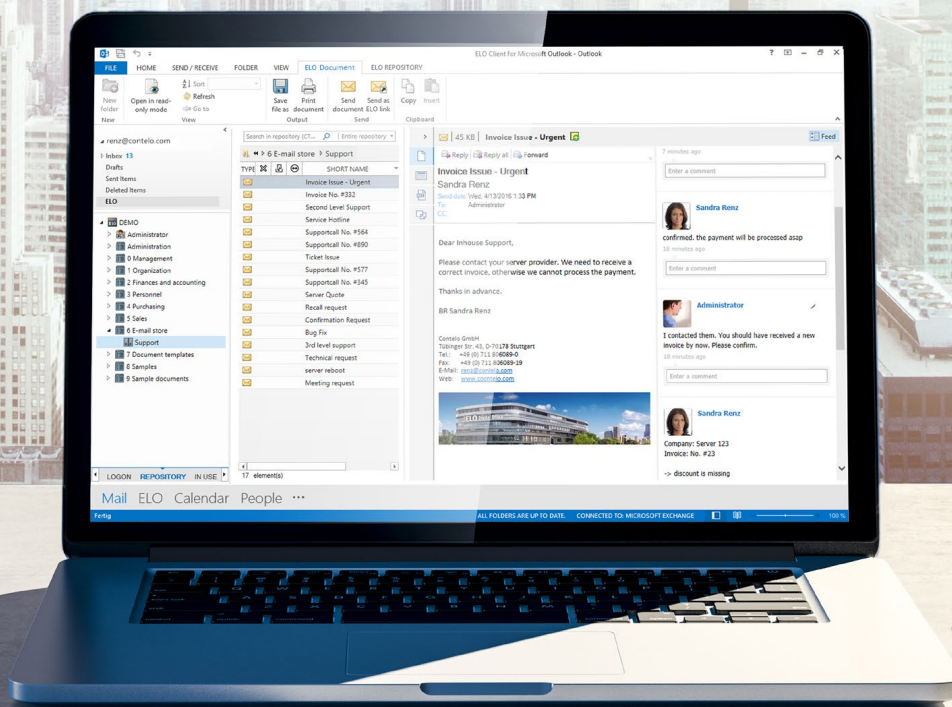 ELO Client for Microsoft Outlook - Outlook
FILE HOME SEND / RECEIVE FOLDER VIEW ELO Document ELO REPOSITORY
New folder
Open in read-only mode
Sort
Refresh
Go to
Save file as
Print document
Send document
Send as ELO link
Copy Insert
New View Output Send Clipboard
renz@contelo.com
Inbox 13
Drafts
Sent Items
Deleted Items
ELO
DEMO
Administrator
Administration
0 Management
1 Organization
2 Finances and accounting
3 Personnel
4 Purchasing
5 Sales
6 E-mail store
Support
7 Document templates
8 Samples
9 Sample documents
LOGON REPOSITORY IN USE
Search in repository (CT... Entire repository
6 E-mail store Support
TYPE SHORT NAME
Invoice Issue - Urgent
Invoice No. #332
Second Level Support
Service Hotline
Supportcall No. #564
Supportcall No. #890
Ticket Issue
Supportcall No. #577
Supportcall No. #345
Server Quote
Recall request
Confirmation Request
Bug Fix
3rd level support
Technical request
server reboot
Meeting request
17 element(s)
45 KB Invoice Issue - Urgent
Feed
Reply Reply all Forward
Invoice Issue - Urgent
Sandra Renz
Send date: Wed, 4/13/2016 1:33 PM
To: Administrator
CC:
Dear Inhouse Support,
Please contact your server provider. We need to receive a
correct invoice, otherwise we cannot process the payment.
Thanks in advance.
BR Sandra Renz
Contelo GmbH
Tübinger Str. 43, D-70178 Stuttgart
Tel.: +49 (0) 711 806089-0
Fax: +49 (0) 711 806089-19
E-Mail: renz@contelo.com
Web: www.cocntelo.com
ELO
7 minutes ago
Enter a comment
Sandra Renz
confirmed. the payment will be processed asap
18 minutes ago
Enter a comment
Administrator
I contacted them. You should have received a new
invoice by now. Please confirm.
18 minutes ago
Enter a comment
Sandra Renz
Company: Server 123
Invoice: No. #23
-> discount is missing
Mail ELO Calendar People ...
Fertig
ALL FOLDERS ARE UP TO DATE. CONNECTED TO: MICROSOFT EXCHANGE 100 %